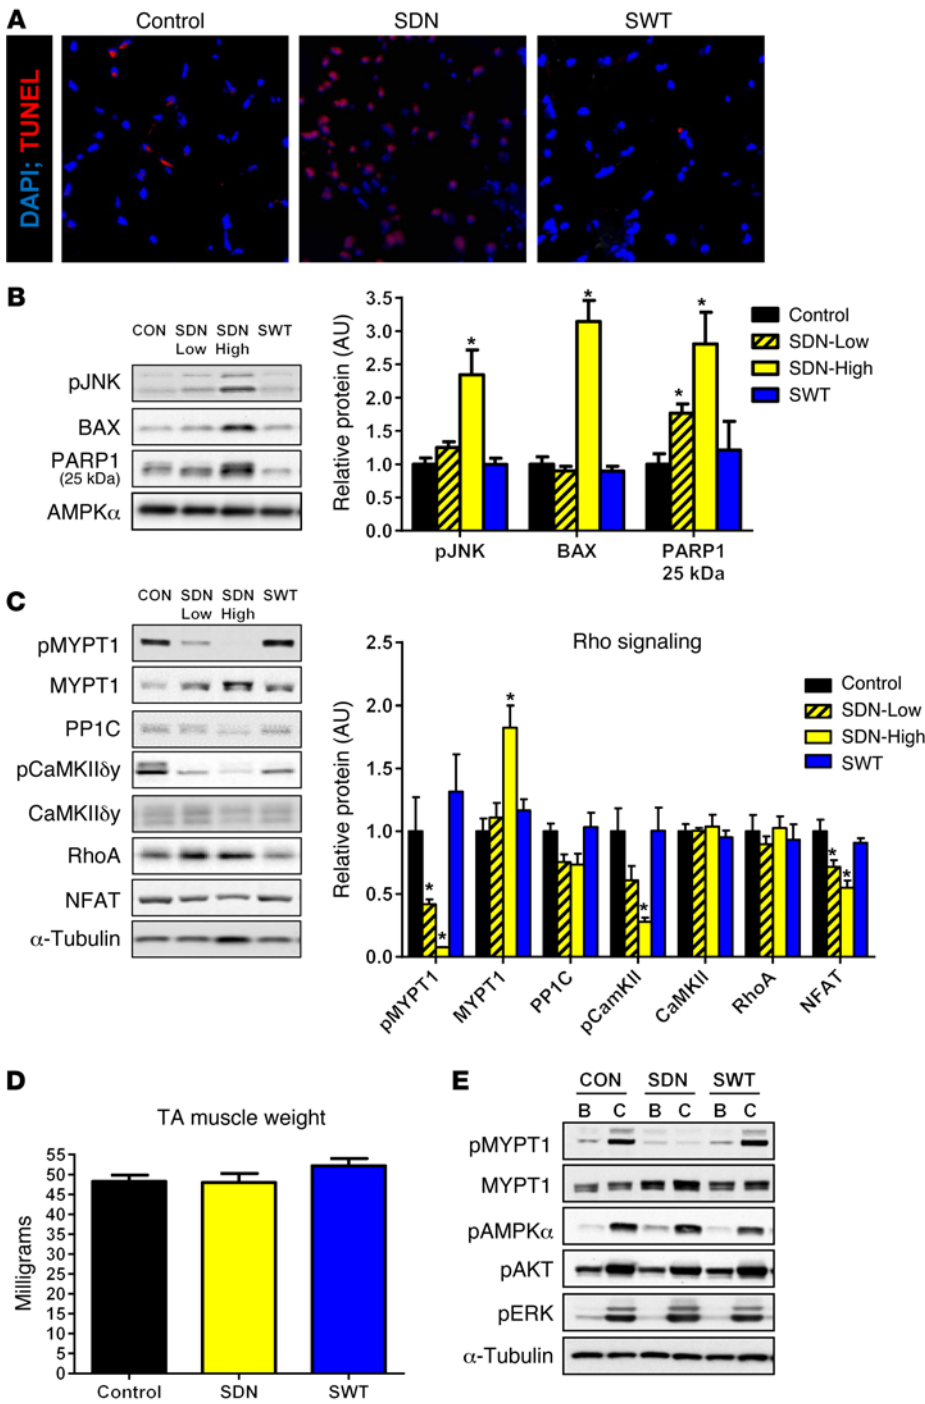 A
Control
SDN
SWT
DAPI; TUNEL
B
CON SDN SDN SWT
Low High
pJNK
BAX
PARP1
(25 kDa)
AMPKα
Relative protein (AU)
3.5
3.0
2.5
2.0
1.5
1.0
0.5
0.0
*
*
*
*
pJNK
BAX
PARP1
25 kDa
Control
SDN-Low
SDN-High
SWT
C
CON SDN SDN SWT
Low High
pMYPT1
MYPT1
PP1C
pCaMKIIδy
CaMKIIδy
RhoA
NFAT
α-Tubulin
Rho signaling
Relative protein (AU)
2.5
2.0
1.5
1.0
0.5
0.0
*
*
*
*
*
*
pMYPT1
MYPT1
PP1C
pCamKII
CaMKII
RhoA
NFAT
Control
SDN-Low
SDN-High
SWT
D
TA muscle weight
Milligrams
55
50
45
40
35
30
25
20
15
10
5
0
Control
SDN
SWT
E
CON SDN SWT
B C B C B C
pMYPT1
MYPT1
pAMPKα
pAKT
pERK
α-Tubulin